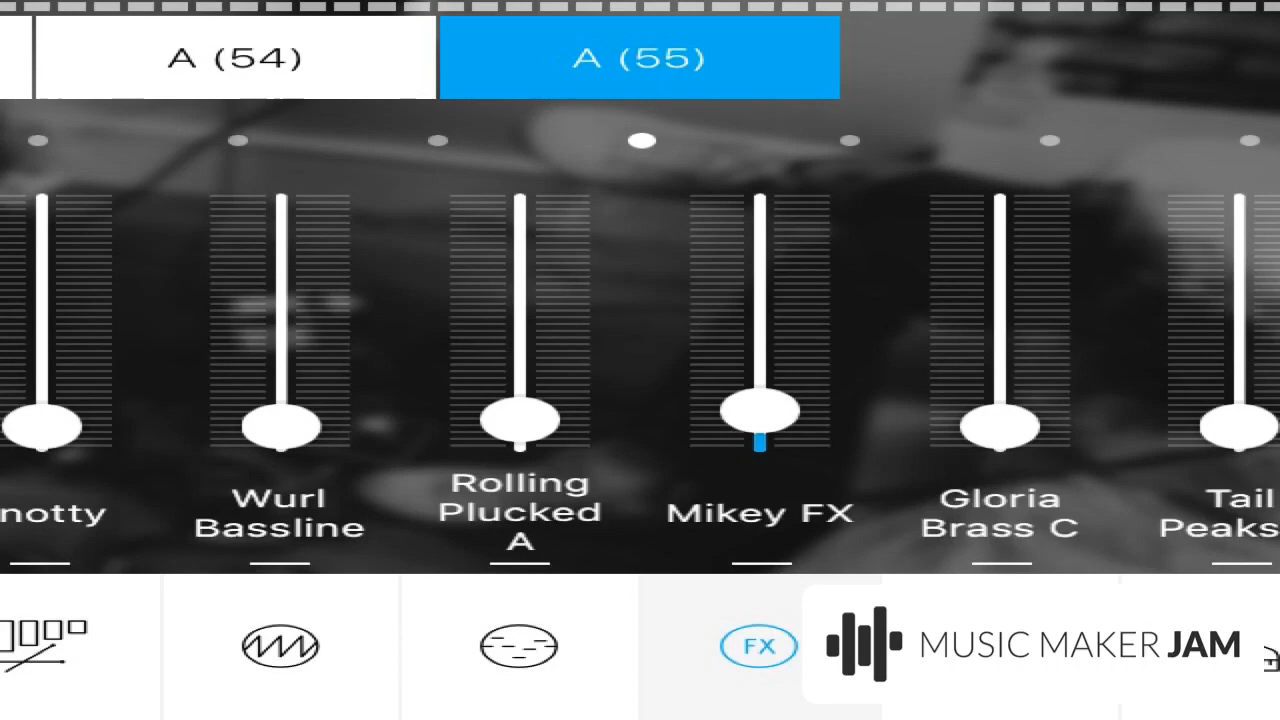 A (54)
A (55)
notty
Wurl
Bassline
Rolling
Plucked
A
Mikey FX
Gloria
Brass C
Tail
Peaks
FX
MUSIC MAKER JAM